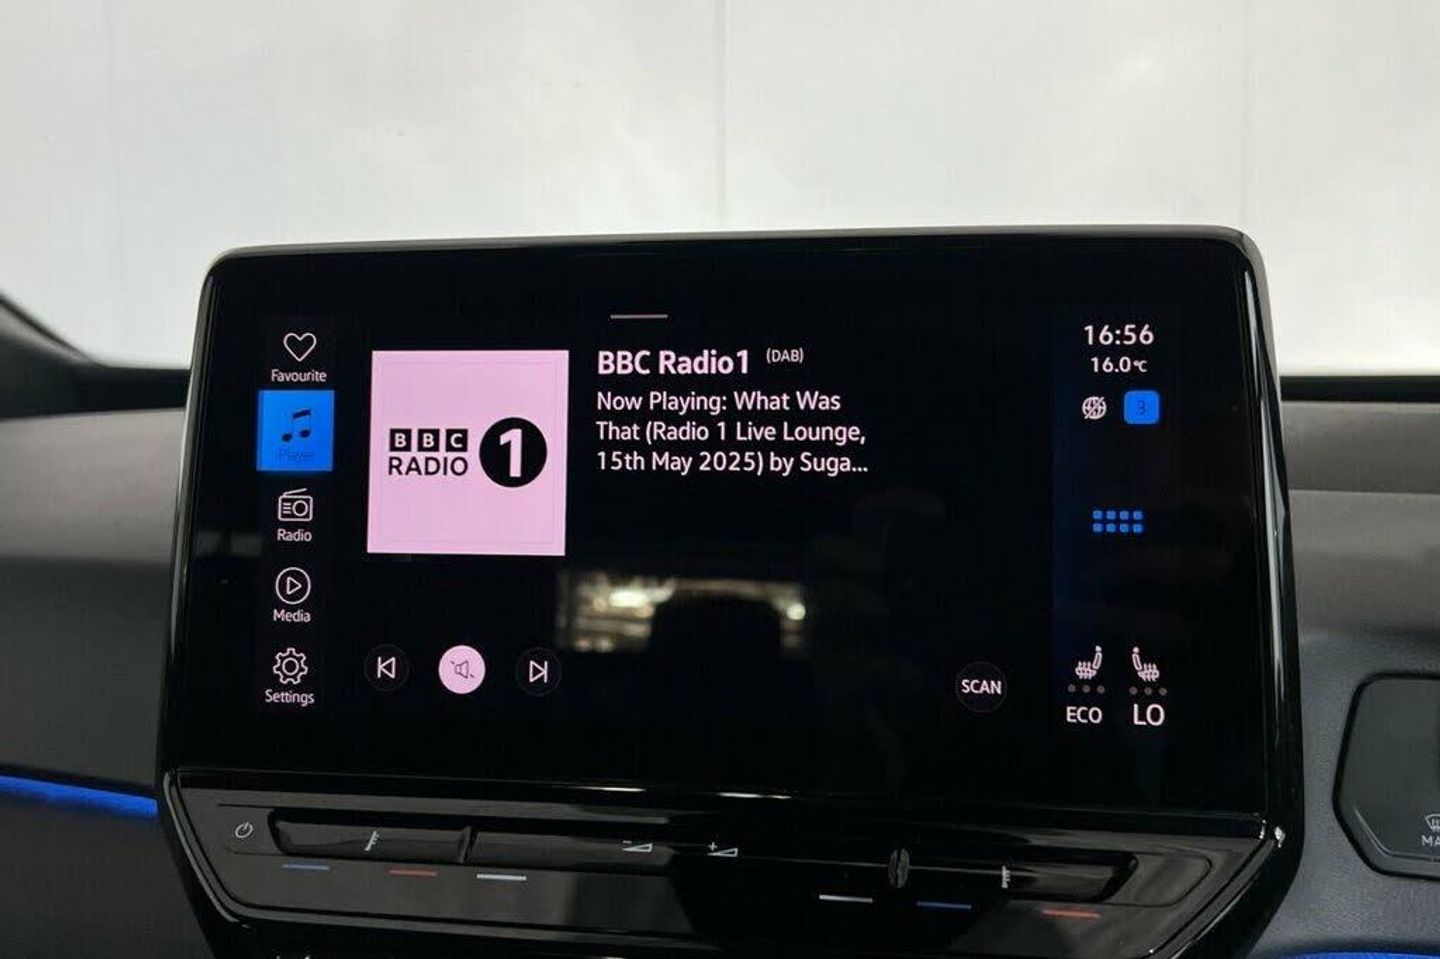 Favourite
Player
Radio
Media
Settings
BBC
RADIO 1
BBC Radio1 (DAB)
Now Playing: What Was
That (Radio 1 Live Lounge,
15th May 2025) by Suga...
SCAN
16:56
16.0°C
3
ECO LO